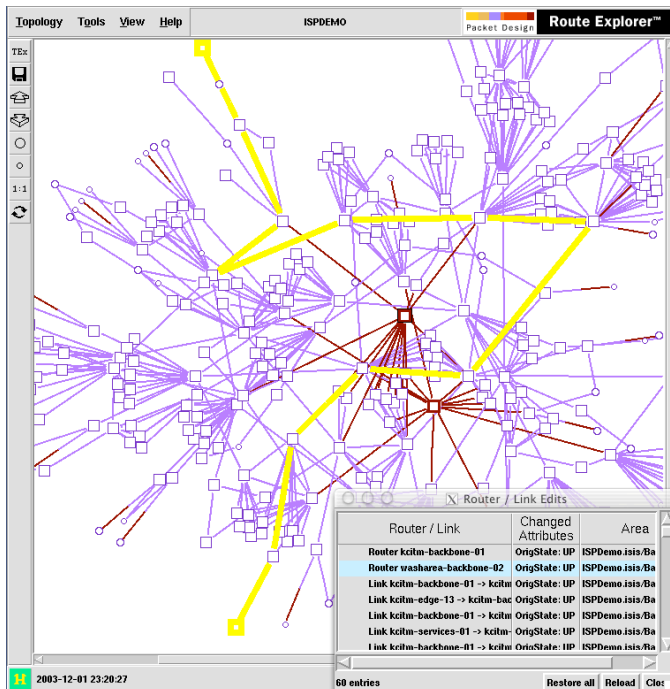 Topology Tools View Help ISPDEMO Packet Design Route Explorer™
TEx
1:1
X Router / Link Edits
Router / Link Changed Attributes Area
Router kcitm-backbone-01 OrigState: UP ISPDemo.isis/Ba
Router washarea-backbone-02 OrigState: UP ISPDemo.isis/Ba
Link kcitm-backbone-01 -> kcitm OrigState: UP ISPDemo.isis/Ba
Link kcitm-edge-13 -> kcitm-bac OrigState: UP ISPDemo.isis/Ba
Link kcitm-backbone-01 -> kcitm- OrigState: UP ISPDemo.isis/Ba
Link kcitm-services-01 -> kcitm- OrigState: UP ISPDemo.isis/Ba
Link kcitm-backbone-01 -> kcitm OrigState: UP ISPDemo.isis/Ba
H 2003-12-01 23:20:27 60 entries Restore all Reload Clos